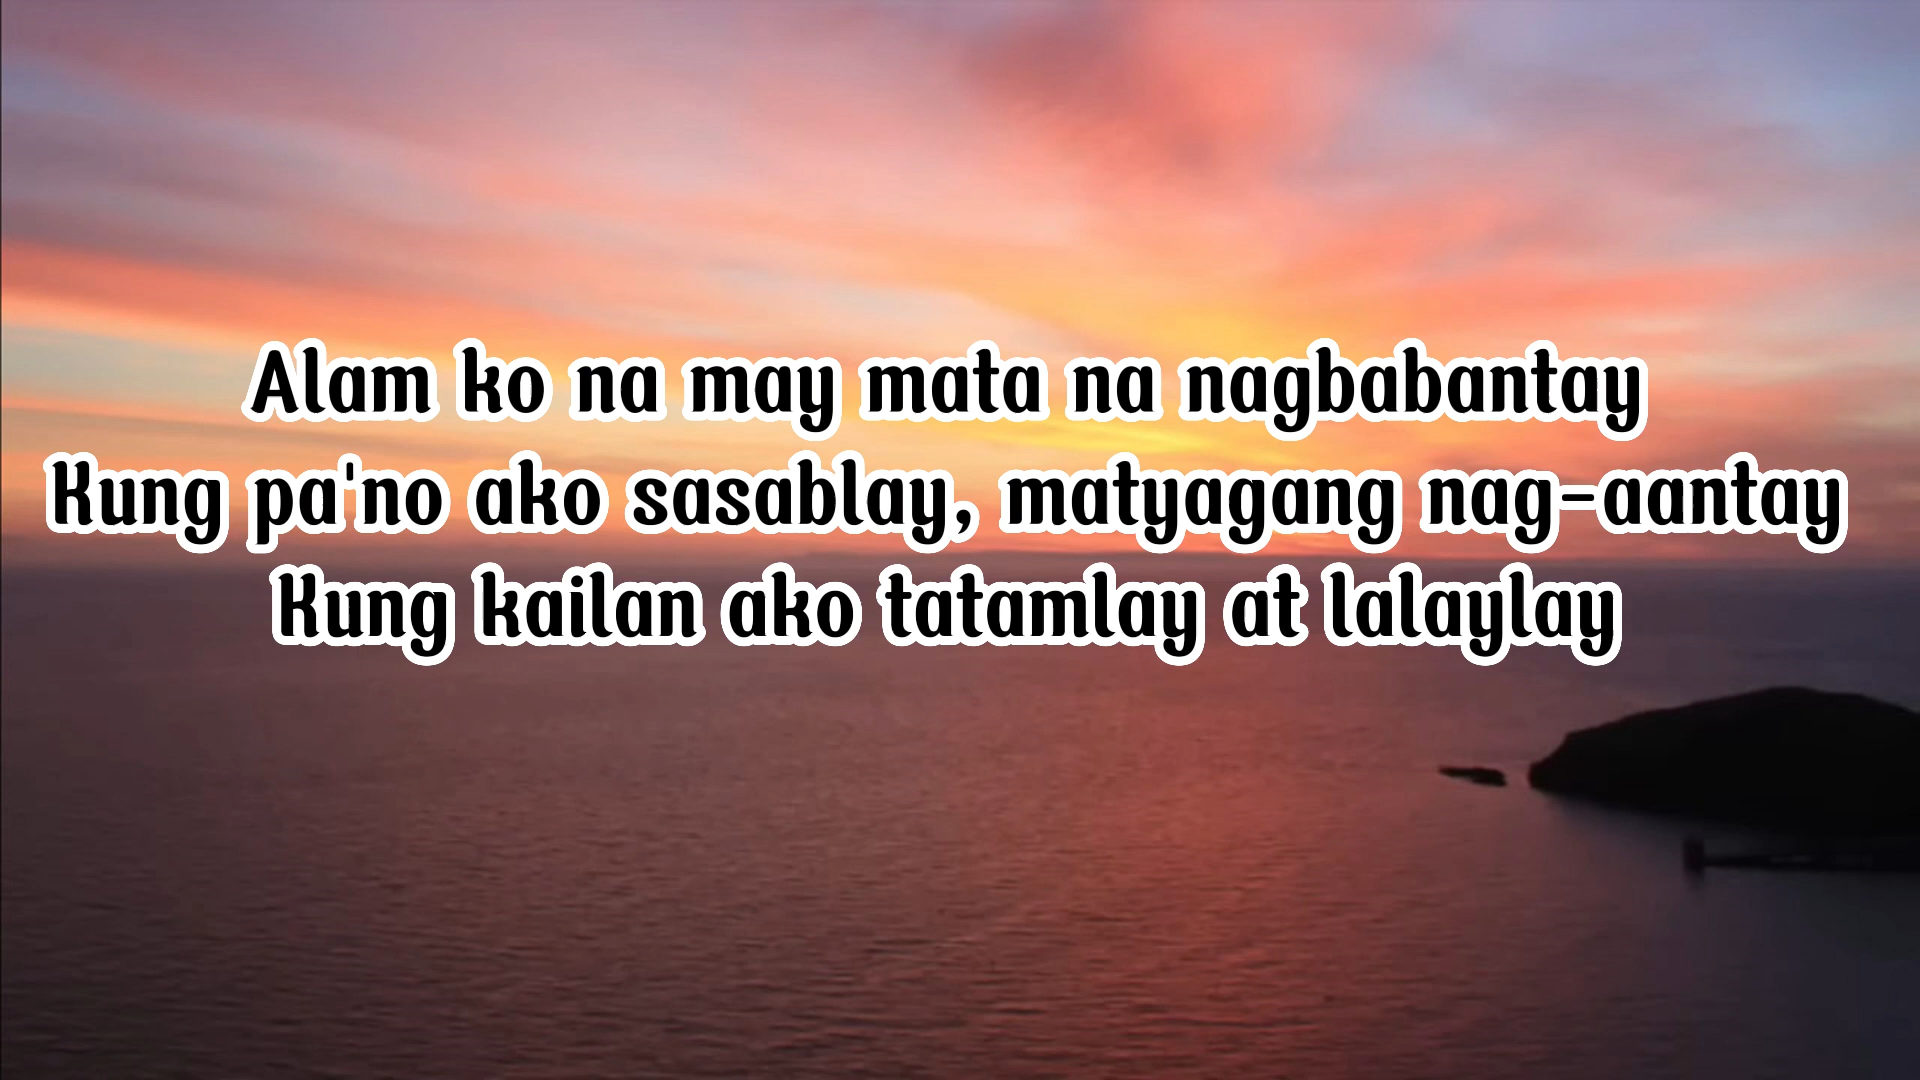 Alam ko na may mata na nagbabantay
Kung pa'no ako sasablay, matyagang nag-aantay
Kung kailan ako tatamlay at lalaylay